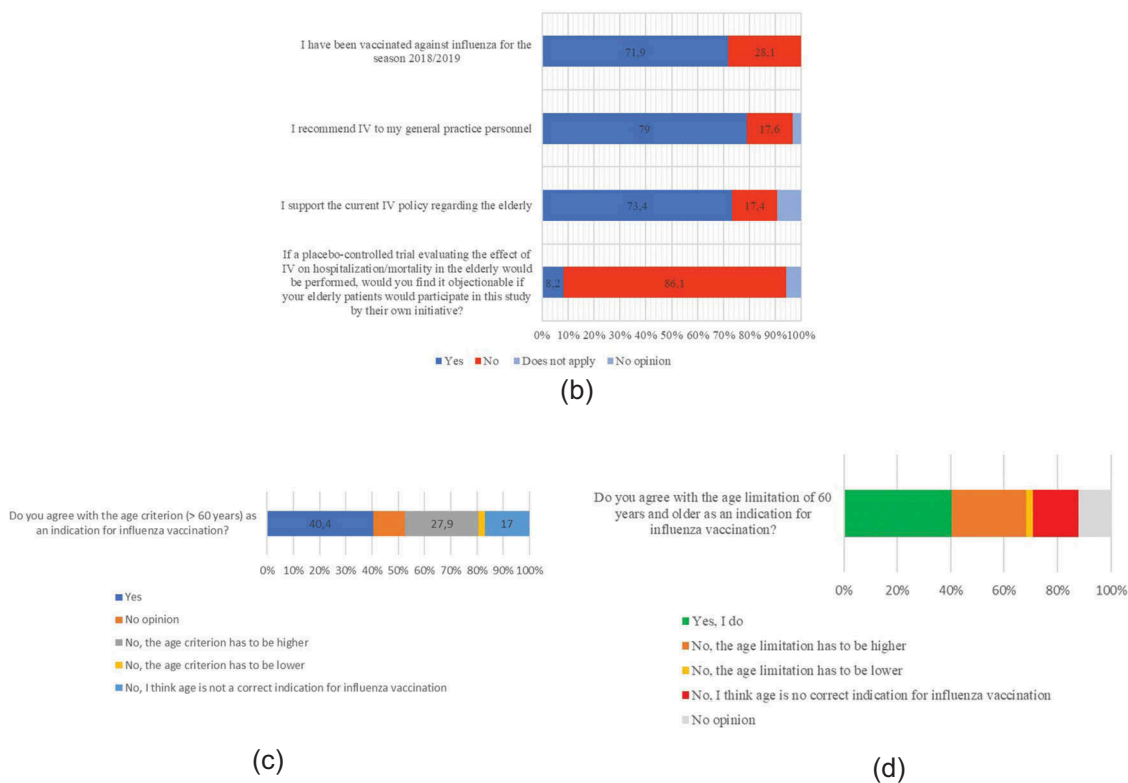 I have been vaccinated against influenza for the
season 2018/2019
71,9
28,1
I recommend IV to my general practice personnel
79
17,6
I support the current IV policy regarding the elderly
73,4
17,4
If a placebo-controlled trial evaluating the effect of
IV on hospitalization/mortality in the elderly would
be performed, would you find it objectionable if
your elderly patients would participate in this study
by their own initiative?
8,2
86,1
0% 10% 20% 30% 40% 50% 60% 70% 80% 90%100%
Yes No Does not apply No opinion
(b)
Do you agree with the age criterion (> 60 years) as
an indication for influenza vaccination?
40,4
27,9
17
0% 10% 20% 30% 40% 50% 60% 70% 80% 90% 100%
Yes
No opinion
No, the age criterion has to be higher
No, the age criterion has to be lower
No, I think age is not a correct indication for influenza vaccination
(c)
Do you agree with the age limitation of 60
years and older as an indication for
influenza vaccination?
0% 20% 40% 60% 80% 100%
Yes, I do
No, the age limitation has to be higher
No, the age limitation has to be lower
No, I think age is no correct indication for influenza vaccination
No opinion
(d)